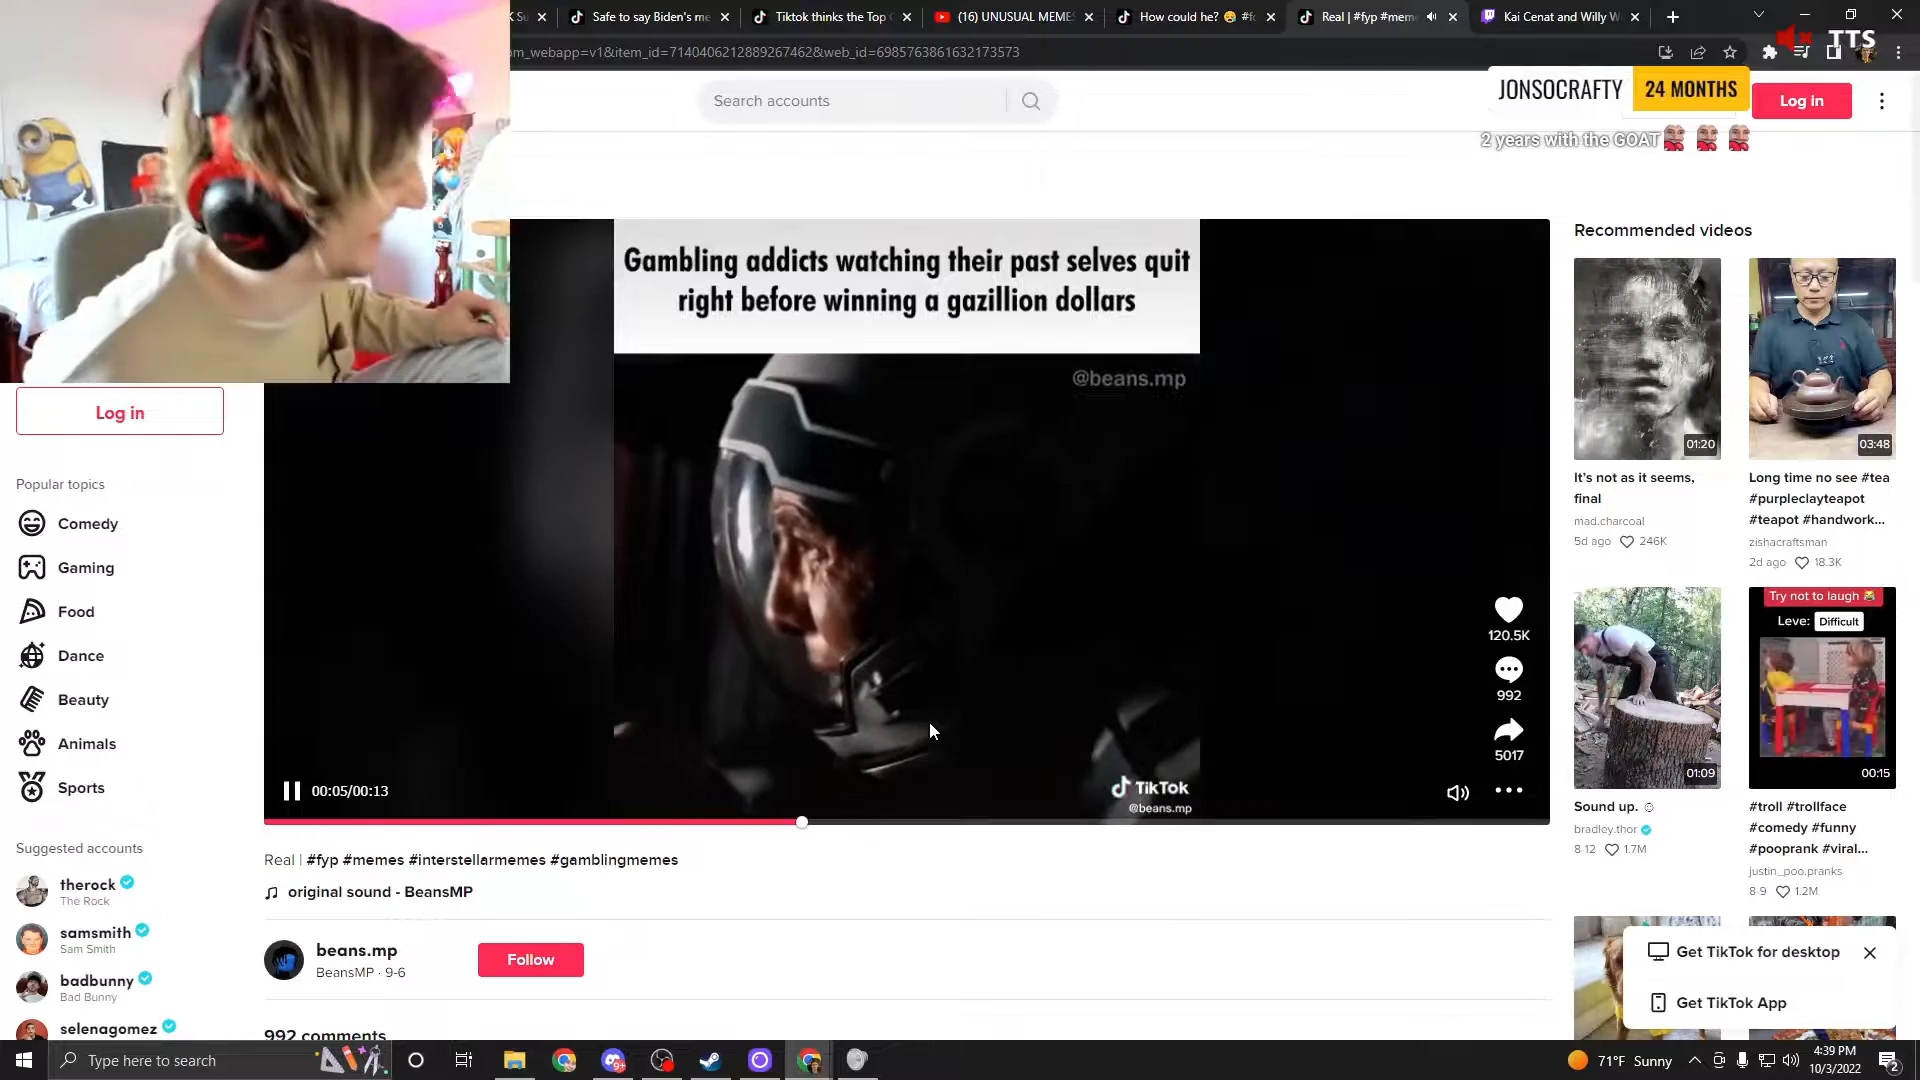 Safe to say Biden's me
Tiktok thinks the Top
(16) UNUSUAL MEMES
How could he?
Real | #fyp #mem
Kai Cenat and Willy W
m_webapp=v1&item_id=7140406212889267462&web_id=6985763861632173573
TTS
Search accounts
JONSOCRAFTY 24 MONTHS
Log in
2 years with the GOAT
Gambling addicts watching their past selves quit
right before winning a gazillion dollars
@beans.mp
Recommended videos
01:20
03:48
It's not as it seems,
final
mad.charcoal
5d ago 246K
Long time no see #tea
#purpleclayteapot
#teapot #handwork...
zishacraftsman
2d ago 18.3K
Log in
Popular topics
Comedy
Gaming
Food
Dance
Beauty
Animals
Sports
120.5K
992
5017
TikTok
@beans.mp
00:05/00:13
Try not to laugh
Leve: Difficult
01:09
00:15
Sound up.
bradley.thor
8-12 1.7M
#troll #trollface
#comedy #funny
#pooprank #viral...
justin_poo.pranks
8-9 1.2M
Real | #fyp #memes #interstellarmemes #gamblingmemes
original sound - BeansMP
beans.mp
BeansMP · 9-6
Follow
992 comments
Suggested accounts
therock
The Rock
samsmith
Sam Smith
badbunny
Bad Bunny
selenagomez
Get TikTok for desktop
Get TikTok App
Type here to search
71°F Sunny
4:39 PM
10/3/2022
2